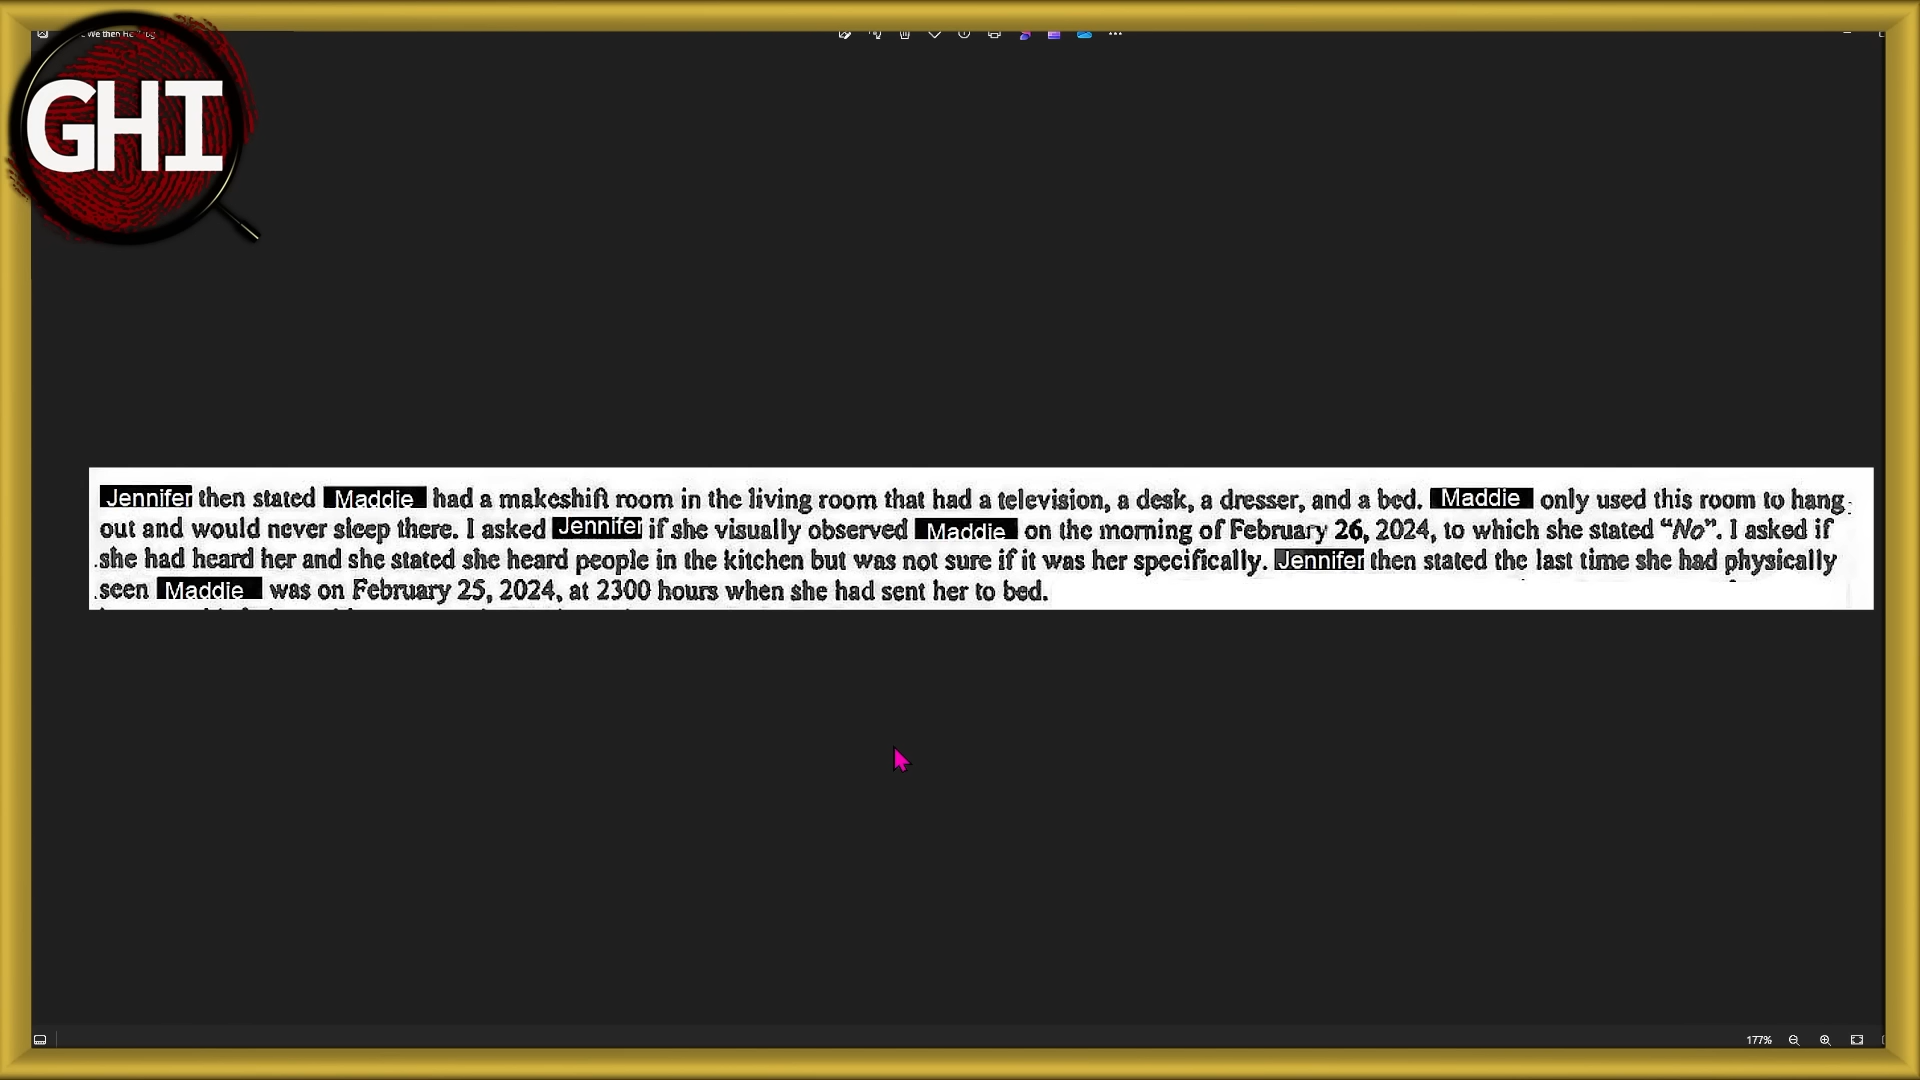 GHI
Jennifer then stated Maddie had a makeshift room in the living room that had a television, a desk, a dresser, and a bed. Maddie only used this room to hang
out and would never sleep there. I asked Jennifer if she visually observed Maddie on the morning of February 26, 2024, to which she stated “No”. I asked if
she had heard her and she stated she heard people in the kitchen but was not sure if it was her specifically. Jennifer then stated the last time she had physically
seen Maddie was on February 25, 2024, at 2300 hours when she had sent her to bed.
177%